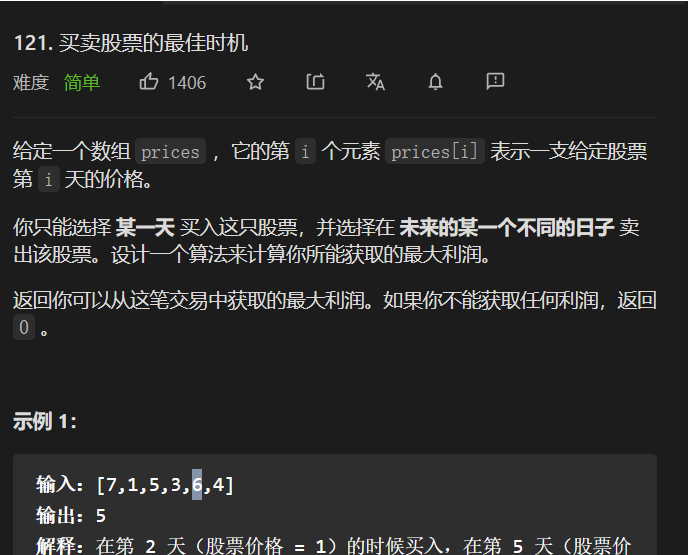 121. 买卖股票的最佳时机
难度 简单 1406
给定一个数组 prices ，它的第 i 个元素 prices[i] 表示一支给定股票
第 i 天的价格。
你只能选择 某一天 买入这只股票，并选择在 未来的某一个不同的日子 卖
出该股票。设计一个算法来计算你所能获取的最大利润。
返回你可以从这笔交易中获取的最大利润。如果你不能获取任何利润，返回
0 。
示例 1：
输入：[7,1,5,3,6,4]
输出：5
解释：在第 2 天（股票价格 = 1）的时候买入，在第 5 天（股票价